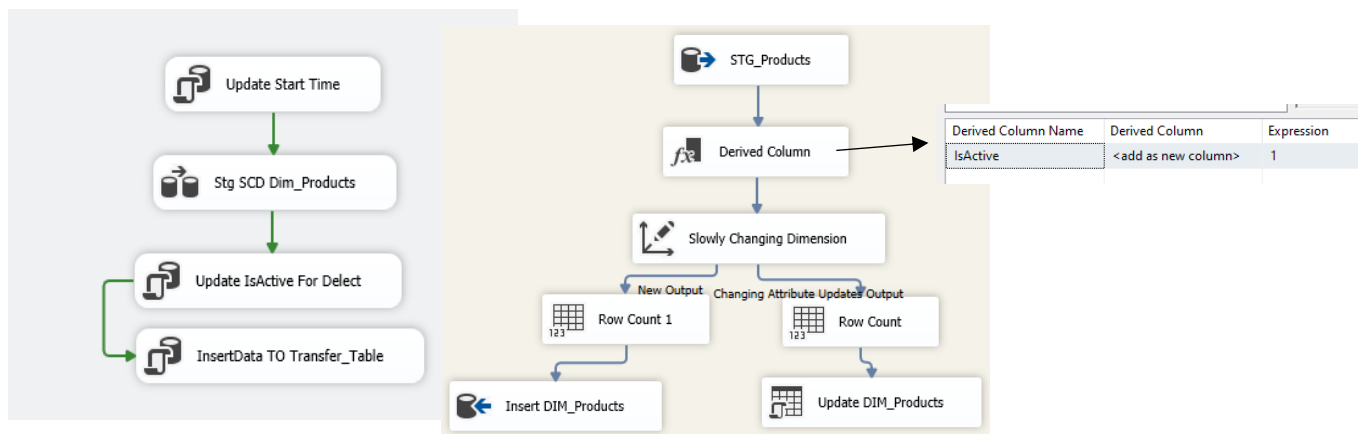 Update Start Time
Stg SCD Dim_Products
Update IsActive For Delect
InsertData TO Transfer_Table
STG_Products
fx Derived Column
Slowly Changing Dimension
New Output
Changing Attribute Updates Output
123 Row Count 1
123 Row Count
Insert DIM_Products
Update DIM_Products
Derived Column Name Derived Column Expression
IsActive <add as new column> 1